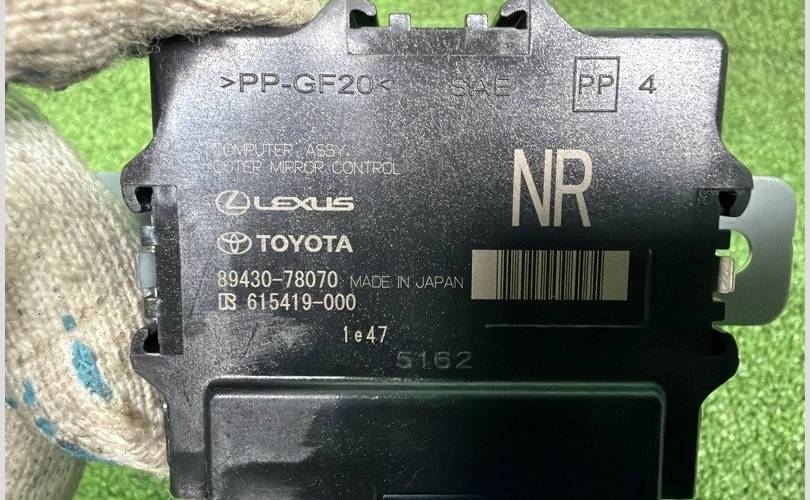 >PP-GF20< SAE PP 4
COMPUTER ASSY,
OUTER MIRROR CONTROL
NR
LEXUS
TOYOTA
89430-78070 MADE IN JAPAN
615419-000
1e47
5162